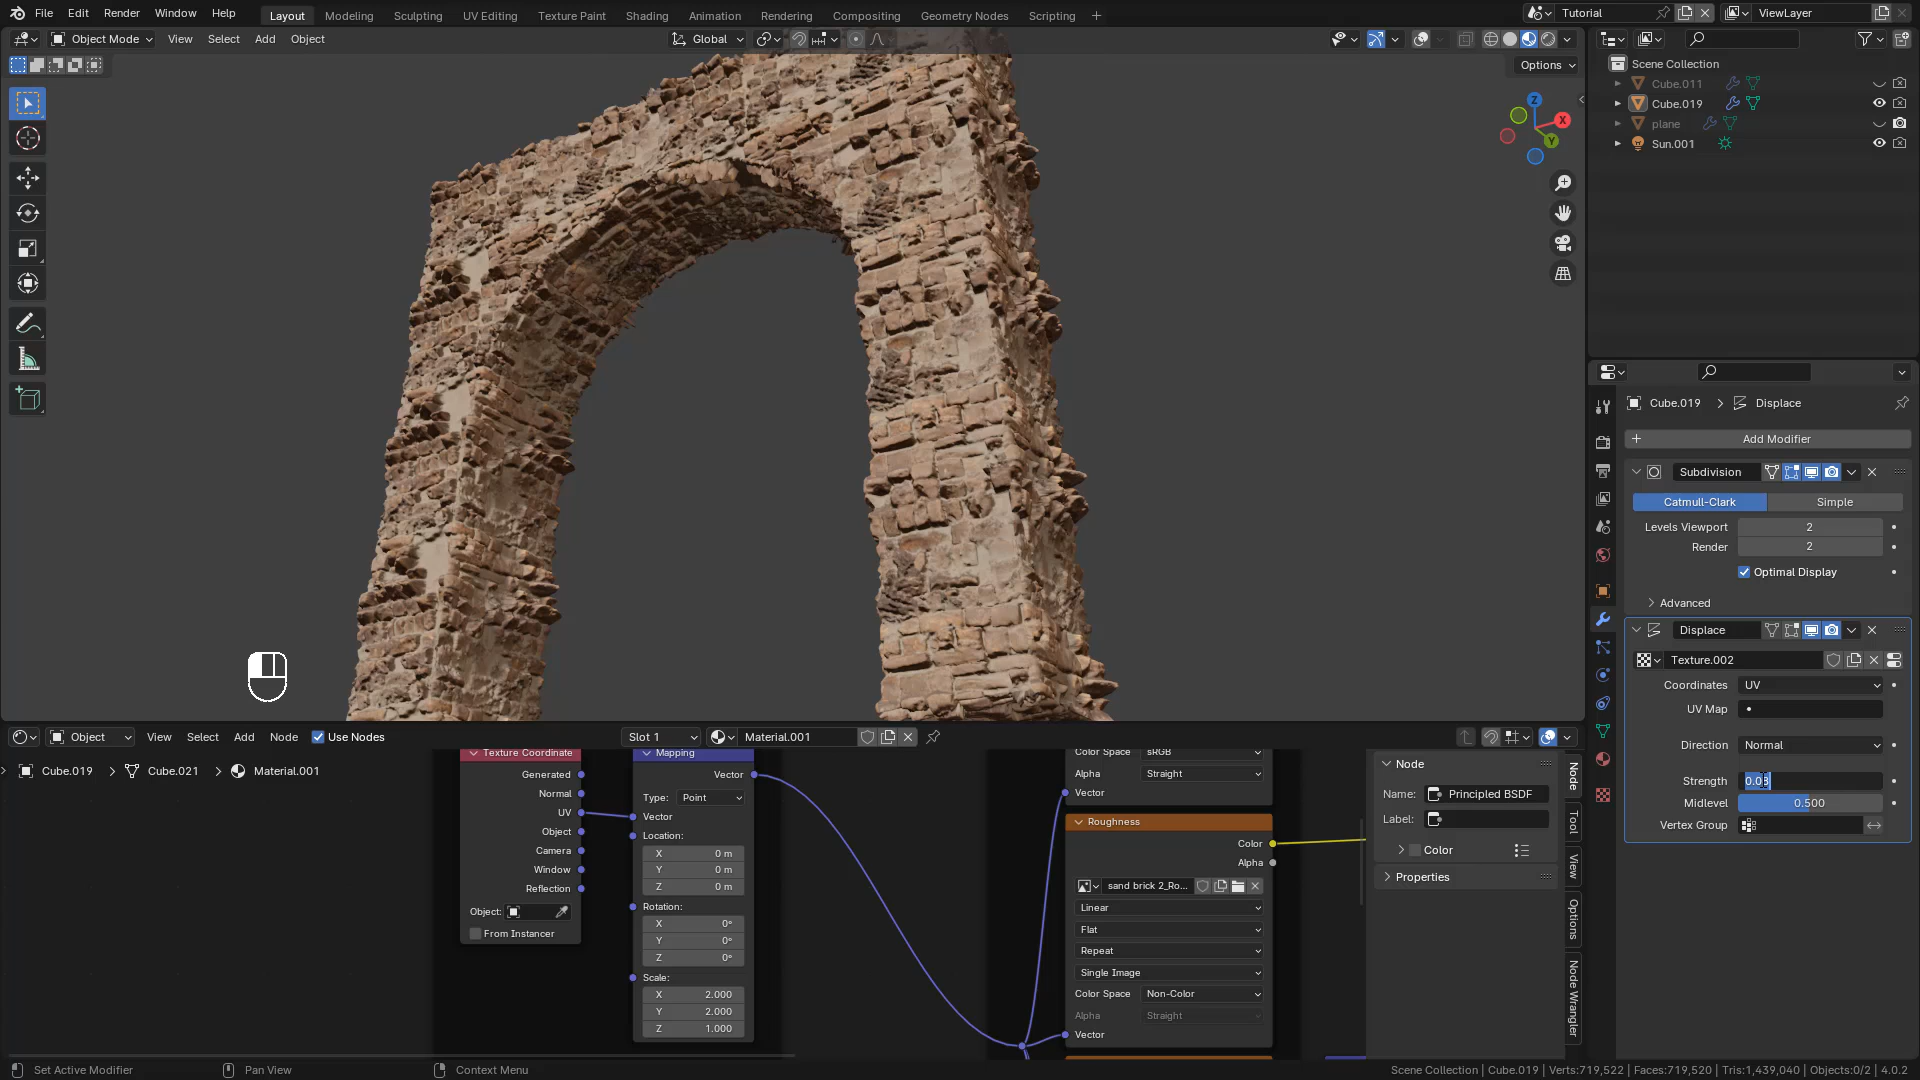 File Edit Render Window Help Layout Modeling Sculpting UV Editing Texture Paint Shading Animation Rendering Compositing Geometry Nodes Scripting + Tutorial ViewLayer
Object Mode View Select Add Object Global
Options
Z
X
Y
Scene Collection
Cube.011
Cube.019
plane
Sun.001
Cube.019 > Displace
+ Add Modifier
Subdivision
Catmull-Clark Simple
Levels Viewport 2
Render 2
Optimal Display
Advanced
Displace
Texture.002
Coordinates UV
UV Map
Direction Normal
Strength
Midlevel 0.500
Vertex Group
Object View Select Add Node Use Nodes Slot 1 Material.001
Cube.019 > Cube.021 > Material.001
Texture Coordinate
Generated
Normal
UV
Object
Camera
Window
Reflection
Object:
From Instancer
Mapping
Vector
Type: Point
Vector
Location:
X 0 m
Y 0 m
Z 0 m
Rotation:
X 0°
Y 0°
Z 0°
Scale:
X 2.000
Y 2.000
Z 1.000
Color Space sRGB
Alpha Straight
Vector
Roughness
Color
Alpha
sand brick 2_Ro...
Linear
Flat
Repeat
Single Image
Color Space Non-Color
Alpha Straight
Vector
Node
Name: Principled BSDF
Label:
Color
Properties
Node
Tool
View
Options
Node Wrangler
Set Active Modifier Pan View Context Menu Scene Collection | Cube.019 | Verts:719,522 | Faces:719,520 | Tris:1,439,040 | Objects:0/2 | 4.0.2